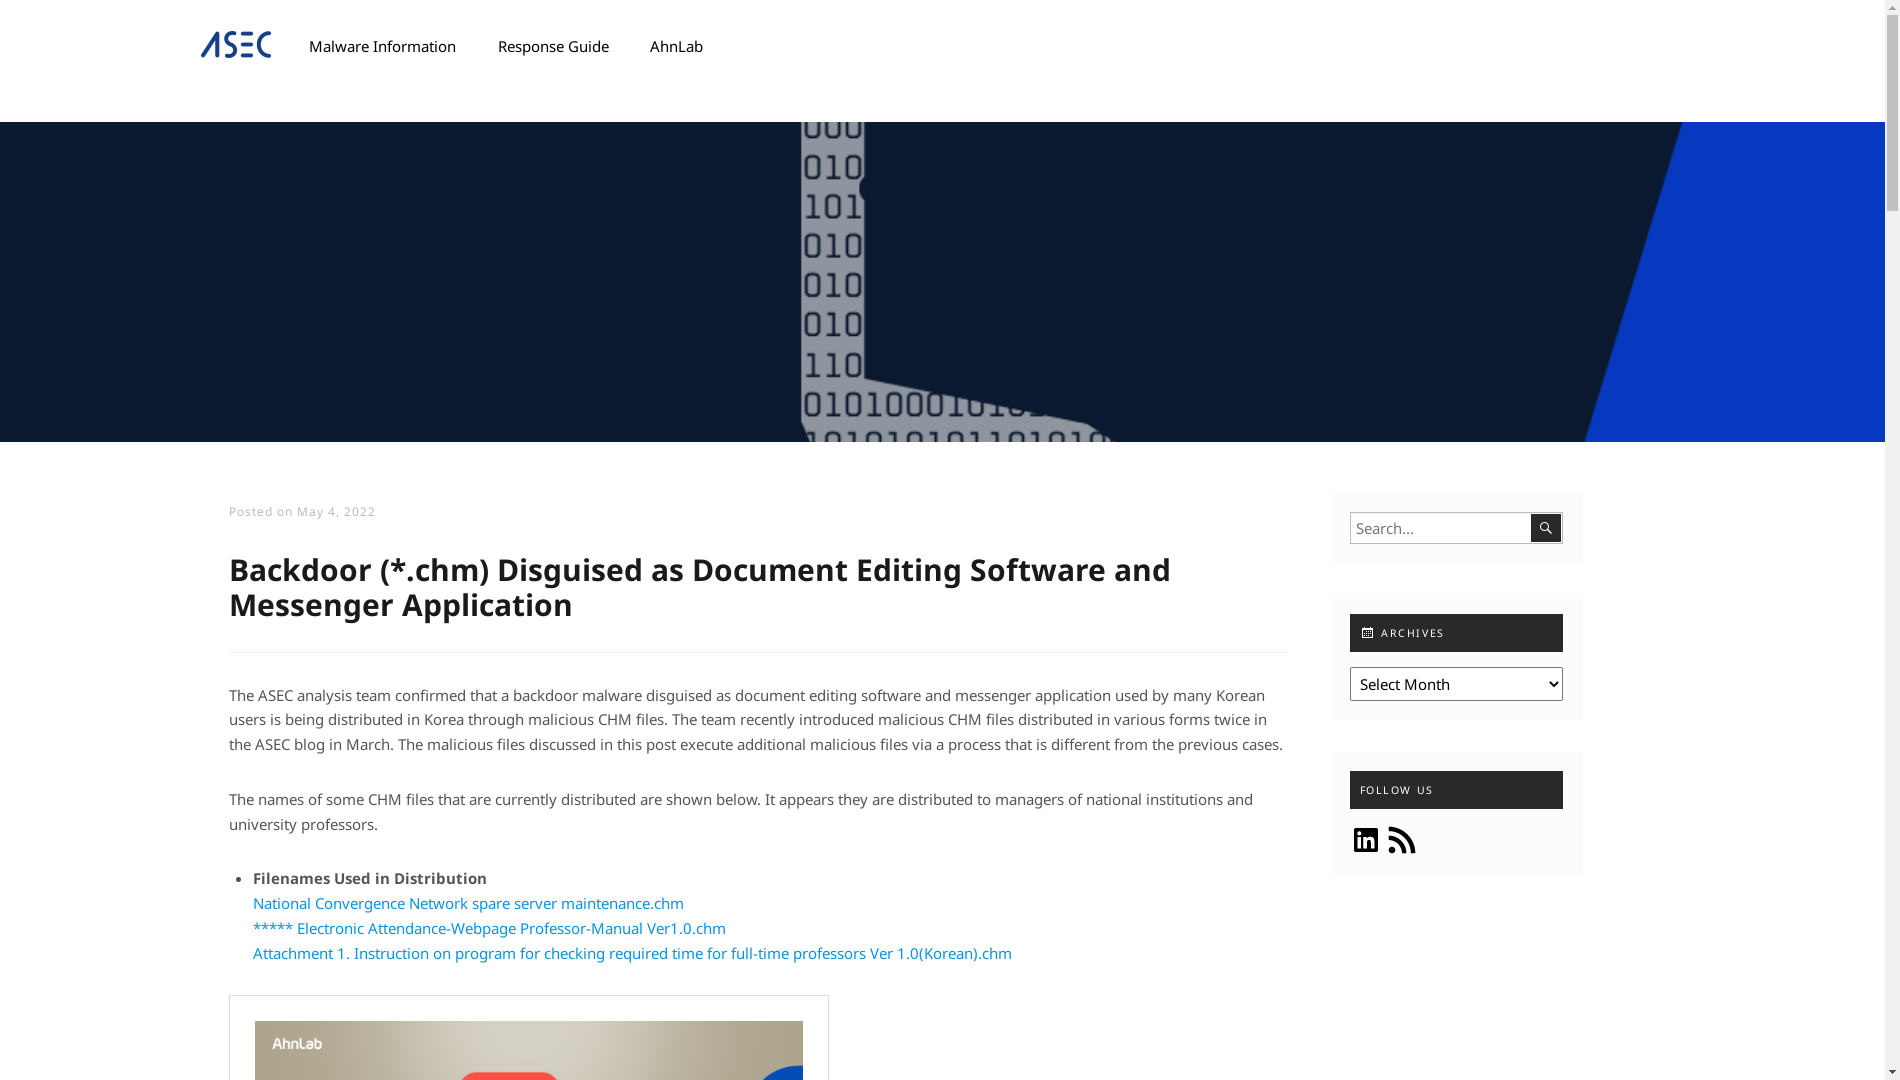 ASEC
Malware Information
Response Guide
AhnLab
000
010
101
010
010
010
110
Posted on May 4, 2022
Backdoor (*.chm) Disguised as Document Editing Software and
Messenger Application
The ASEC analysis team confirmed that a backdoor malware disguised as document editing software and messenger application used by many Korean
users is being distributed in Korea through malicious CHM files. The team recently introduced malicious CHM files distributed in various forms twice in
the ASEC blog in March. The malicious files discussed in this post execute additional malicious files via a process that is different from the previous cases.
The names of some CHM files that are currently distributed are shown below. It appears they are distributed to managers of national institutions and
university professors.
• Filenames Used in Distribution
National Convergence Network spare server maintenance.chm
***** Electronic Attendance-Webpage Professor-Manual Ver1.0.chm
Attachment 1. Instruction on program for checking required time for full-time professors Ver 1.0(Korean).chm
AhnLab
Search...
ARCHIVES
Select Month
FOLLOW US
in